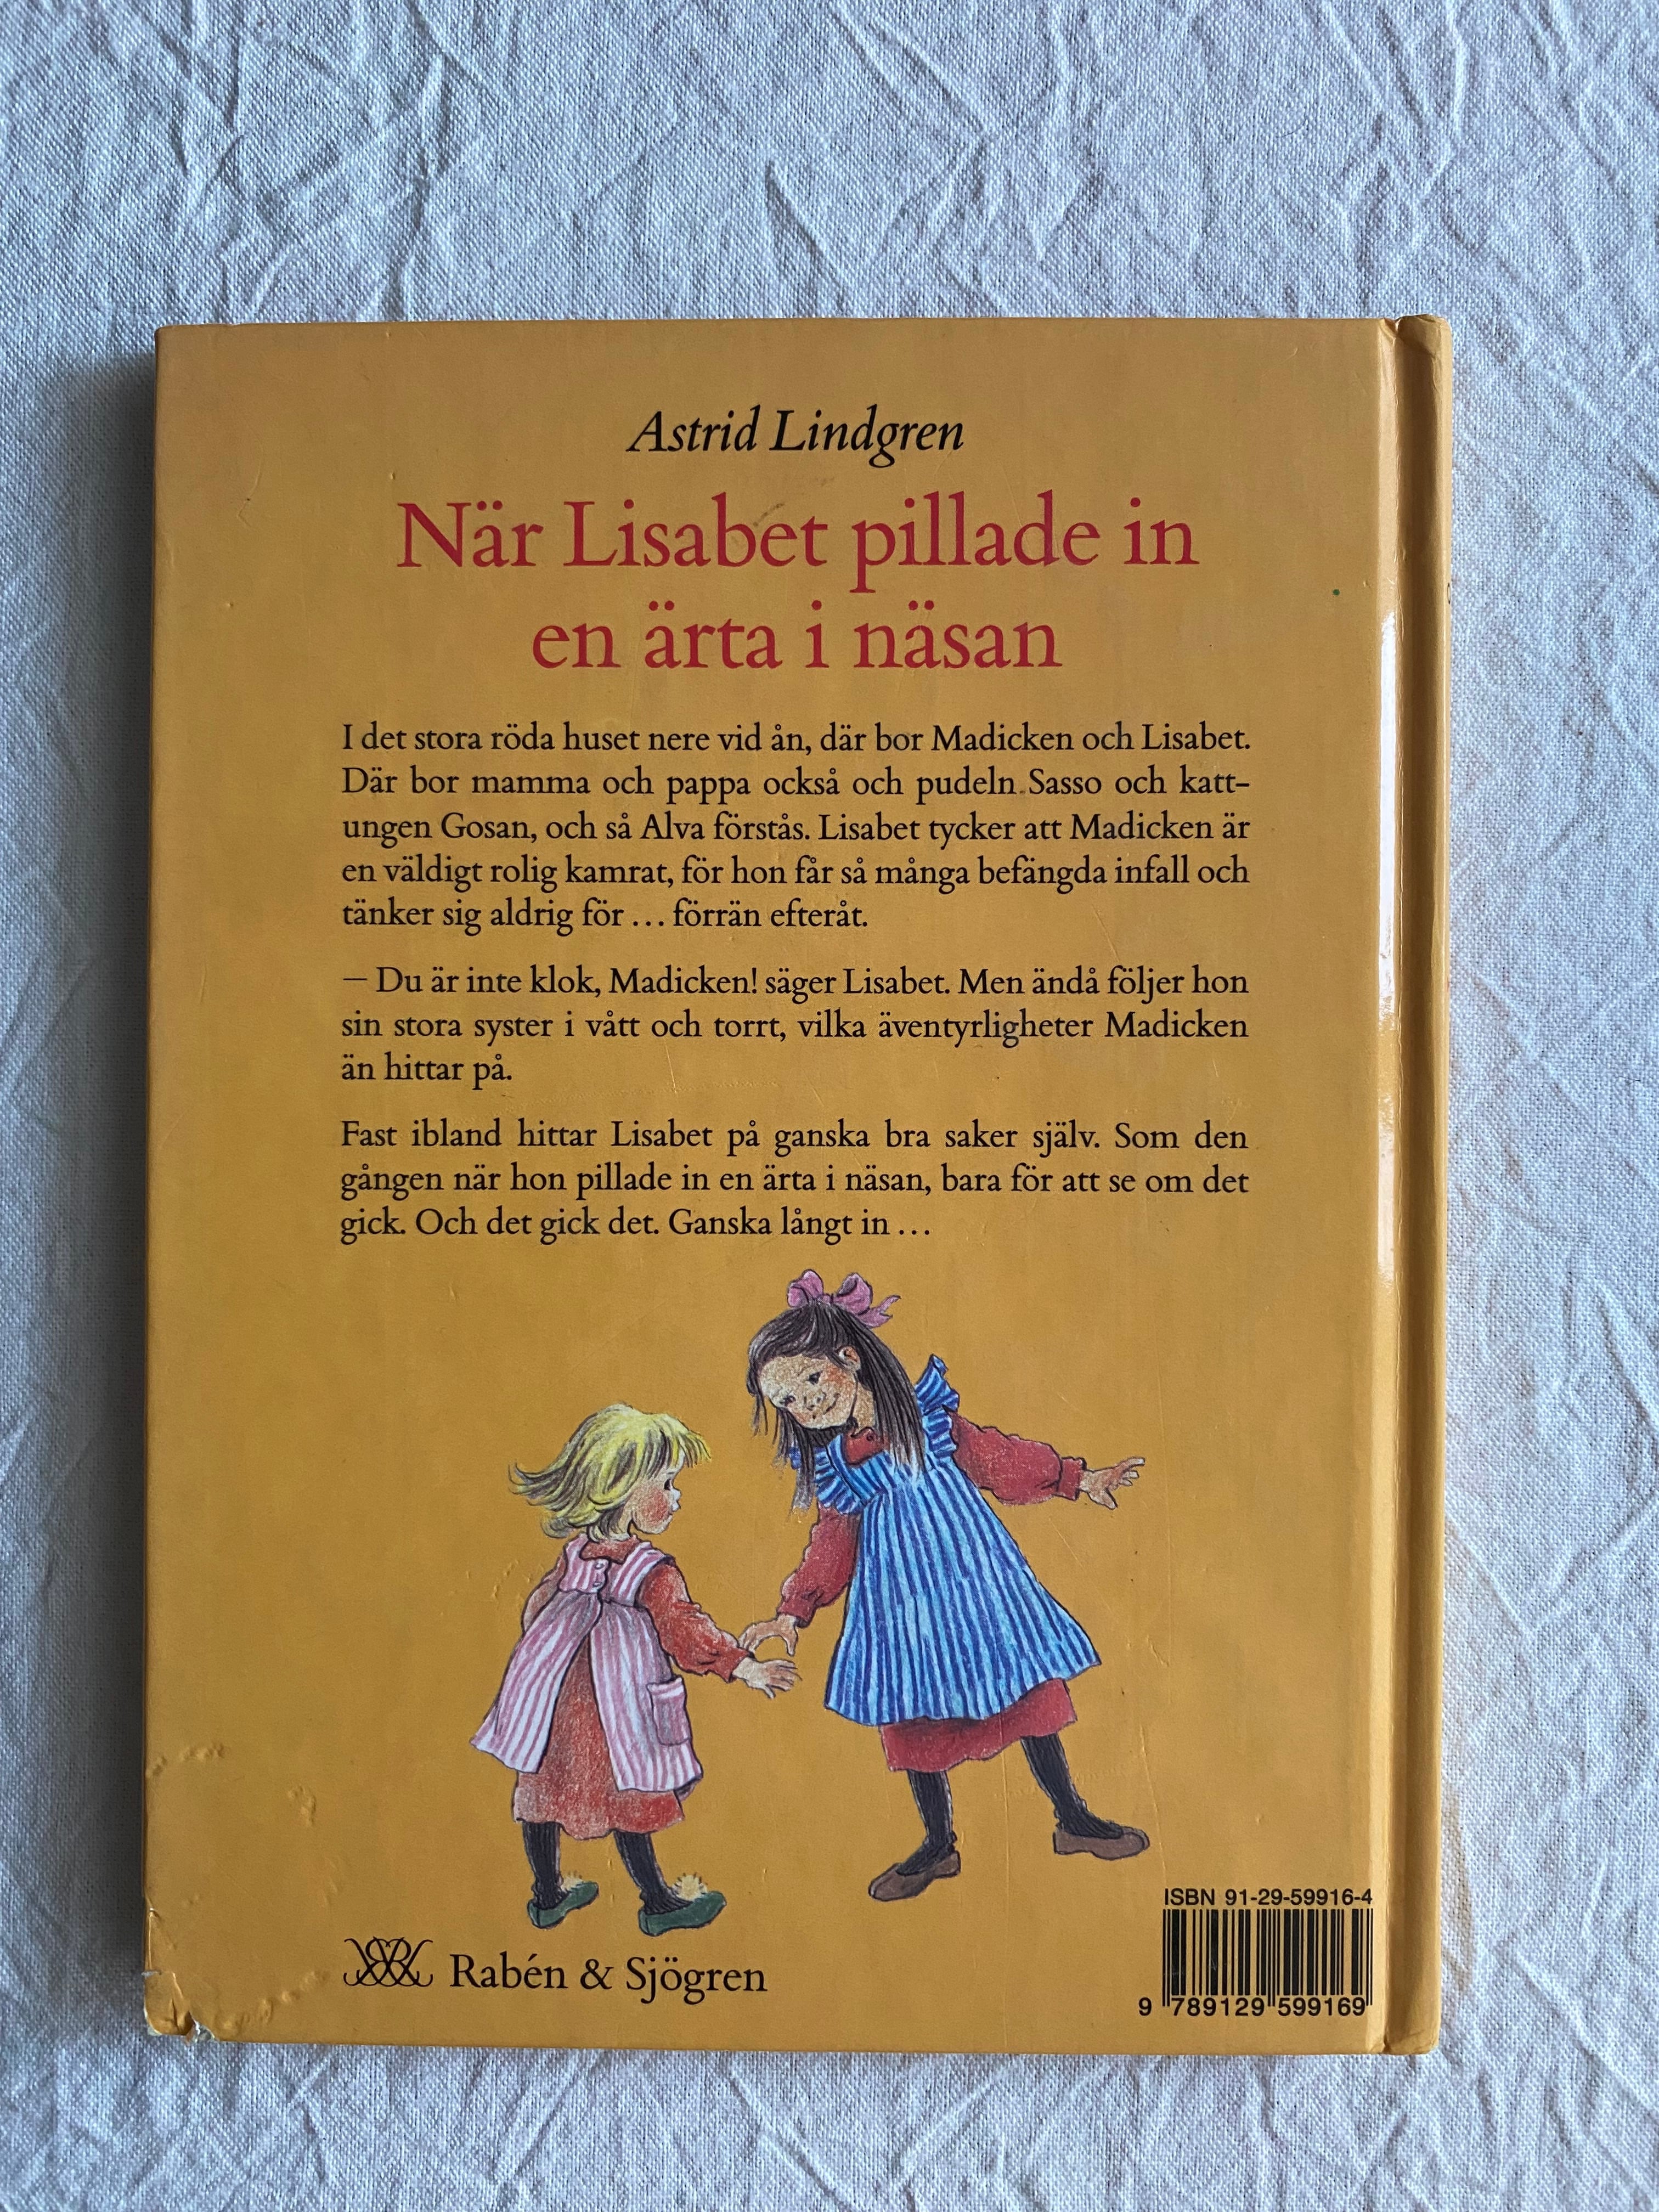 Astrid Lindgren
När Lisabet pillade in
en ärta i näsan
I det stora röda huset nere vid ån, där bor Madicken och Lisabet.
Där bor mamma och pappa också och pudeln Sasso och katt-
ungen Gosan, och så Alva förstås. Lisabet tycker att Madicken är
en väldigt rolig kamrat, för hon får så många befängda infall och
tänker sig aldrig för ... förrän efteråt.
— Du är inte klok, Madicken! säger Lisabet. Men ändå följer hon
sin stora syster i vått och torrt, vilka äventyrligheter Madicken
än hittar på.
Fast ibland hittar Lisabet på ganska bra saker själv. Som den
gången när hon pillade in en ärta i näsan, bara för att se om det
gick. Och det gick det. Ganska långt in ...
ISBN 91-29-59916-4
Rabén & Sjögren
9 789129 599169